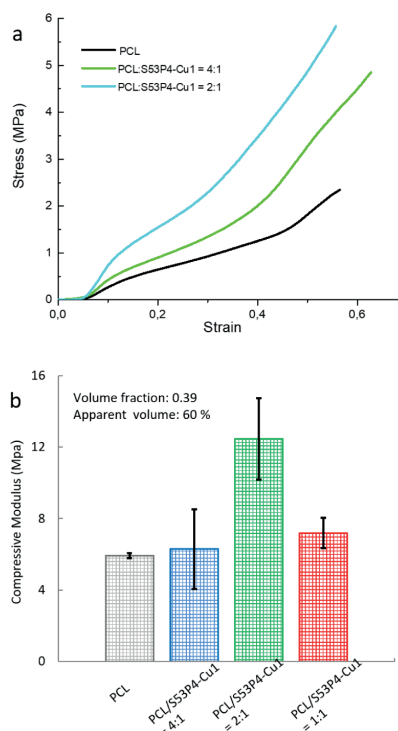 a
6
5
4
3
2
1
0
Stress (MPa)
PCL
PCL:S53P4-Cu1 = 4:1
PCL:S53P4-Cu1 = 2:1
0,0 0,2 0,4 0,6
Strain
b
16
12
8
4
0
Compressive Modulus (Mpa)
Volume fraction: 0.39
Apparent volume: 60 %
PCL
PCL/S53P4-Cu1
= 4:1
PCL/S53P4-Cu1
= 2:1
PCL/S53P4-Cu1
= 1:1